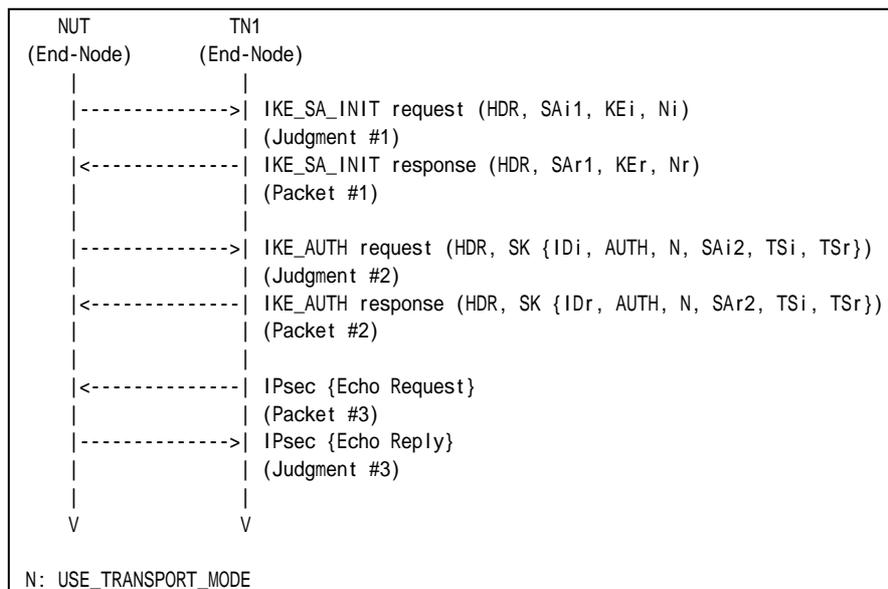 NUT TN1
(End-Node) (End-Node)
| |
|-------------->| IKE_SA_INIT request (HDR, SAi1, KEi, Ni)
| | (Judgment #1)
|<--------------| IKE_SA_INIT response (HDR, SAr1, KEr, Nr)
| | (Packet #1)
| |
|-------------->| IKE_AUTH request (HDR, SK {IDi, AUTH, N, SAi2, TSi, TSr})
| | (Judgment #2)
|<--------------| IKE_AUTH response (HDR, SK {IDr, AUTH, N, SAr2, TSi, TSr})
| | (Packet #2)
| |
|<--------------| IPsec {Echo Request}
| | (Packet #3)
|-------------->| IPsec {Echo Reply}
| | (Judgment #3)
| |
V V
N: USE_TRANSPORT_MODE